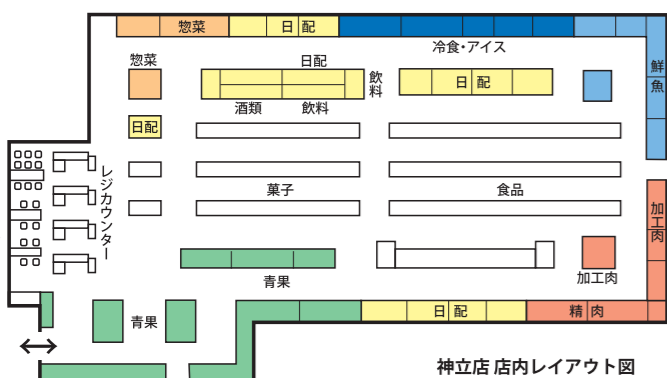 惣菜
日配
冷食・アイス
鮮魚
惣菜
日配
飲料
日配
酒類
飲料
日配
レジカウンター
菓子
食品
加工肉
青果
加工肉
青果
日配
精肉
神立店 店内レイアウト図